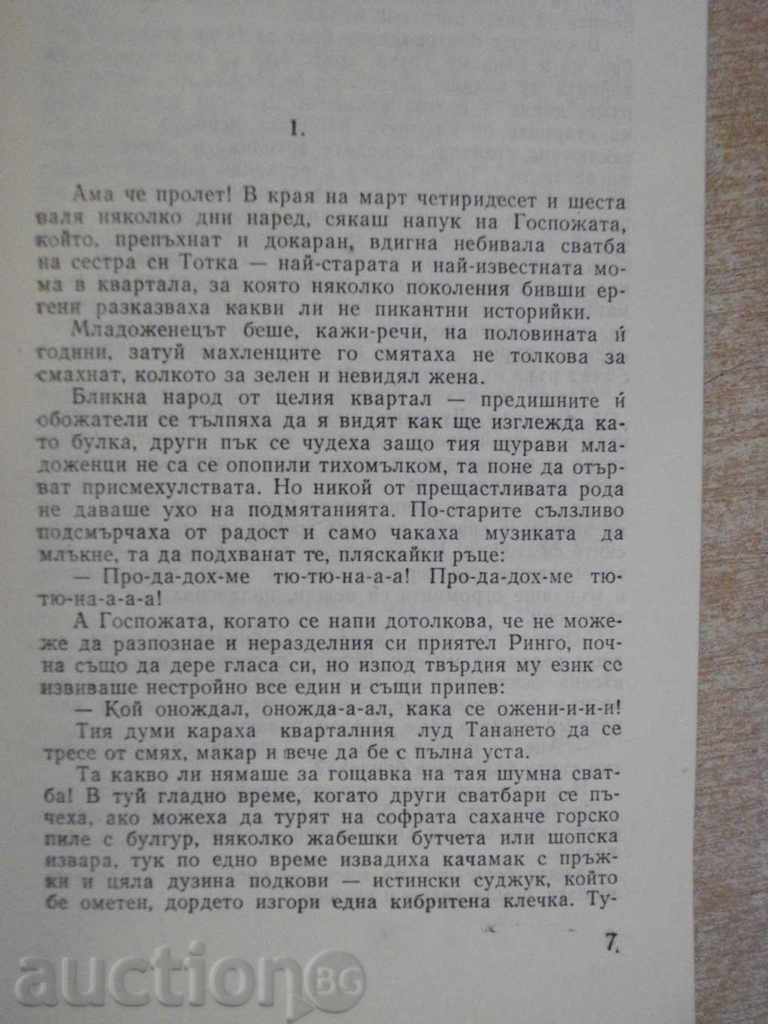 1.
Ама че пролет! В края на март четиридесет и шеста
валя няколко дни наред, сякаш напук на Госпожата,
който, препъхнат и докаран, вдигна небивала сватба
на сестра си Тотка — най-старата и най-известната мо-
ма в квартала, за която няколко поколения бивши ер-
гени разказваха какви ли не пикантни историйки.
Младоженецът беше, кажи-речи, на половината ѝ
години, затуй махленците го смятаха не толкова за
смахнат, колкото за зелен и невидял жена.
Бликна народ от целия квартал — предишните ѝ
обожатели се тълпяха да я видят как ще изглежда ка-
то булка, други пък се чудеха защо тия щурави мла-
доженци не са се опопили тихомълком, та поне да отър-
ват присмехулствата. Но никой от прещастливата рода
не даваше ухо на подмятанията. По-старите сълзливо
подсмърчаха от радост и само чакаха музиката да
млъкне, та да подхванат те, пляскайки ръце:
— Про-да-дох-ме тю-тю-на-а-а! Про-да-дох-ме тю-
тю-на-а-а-а!
А Госпожата, когато се напи дотолкова, че не може-
же да разпознае и неразделния си приятел Ринго, поч-
на също да дере гласа си, но изпод твърдия му език се
извиваше нестройно все един и същи припев:
— Кой онождал, оножда-а-ал, кака се ожени-и-и-и!
Тия думи караха кварталния луд Танането да се
тресе от смях, макар и вече да бе с пълна уста.
Та какво ли нямаше за гощавка на тая шумна сват-
ба! В туй гладно време, когато други сватбари се пъ-
чеха, ако можеха да турят на софрата саханче горско
пиле с булгур, няколко жабешки бутчета или шопска
извара, тук по едно време извадиха качамак с пръж-
ки и цяла дузина подкови — истински суджук, който
бе ометен, дордето изгори една кибритена клечка. Ту-
7.
auction BG